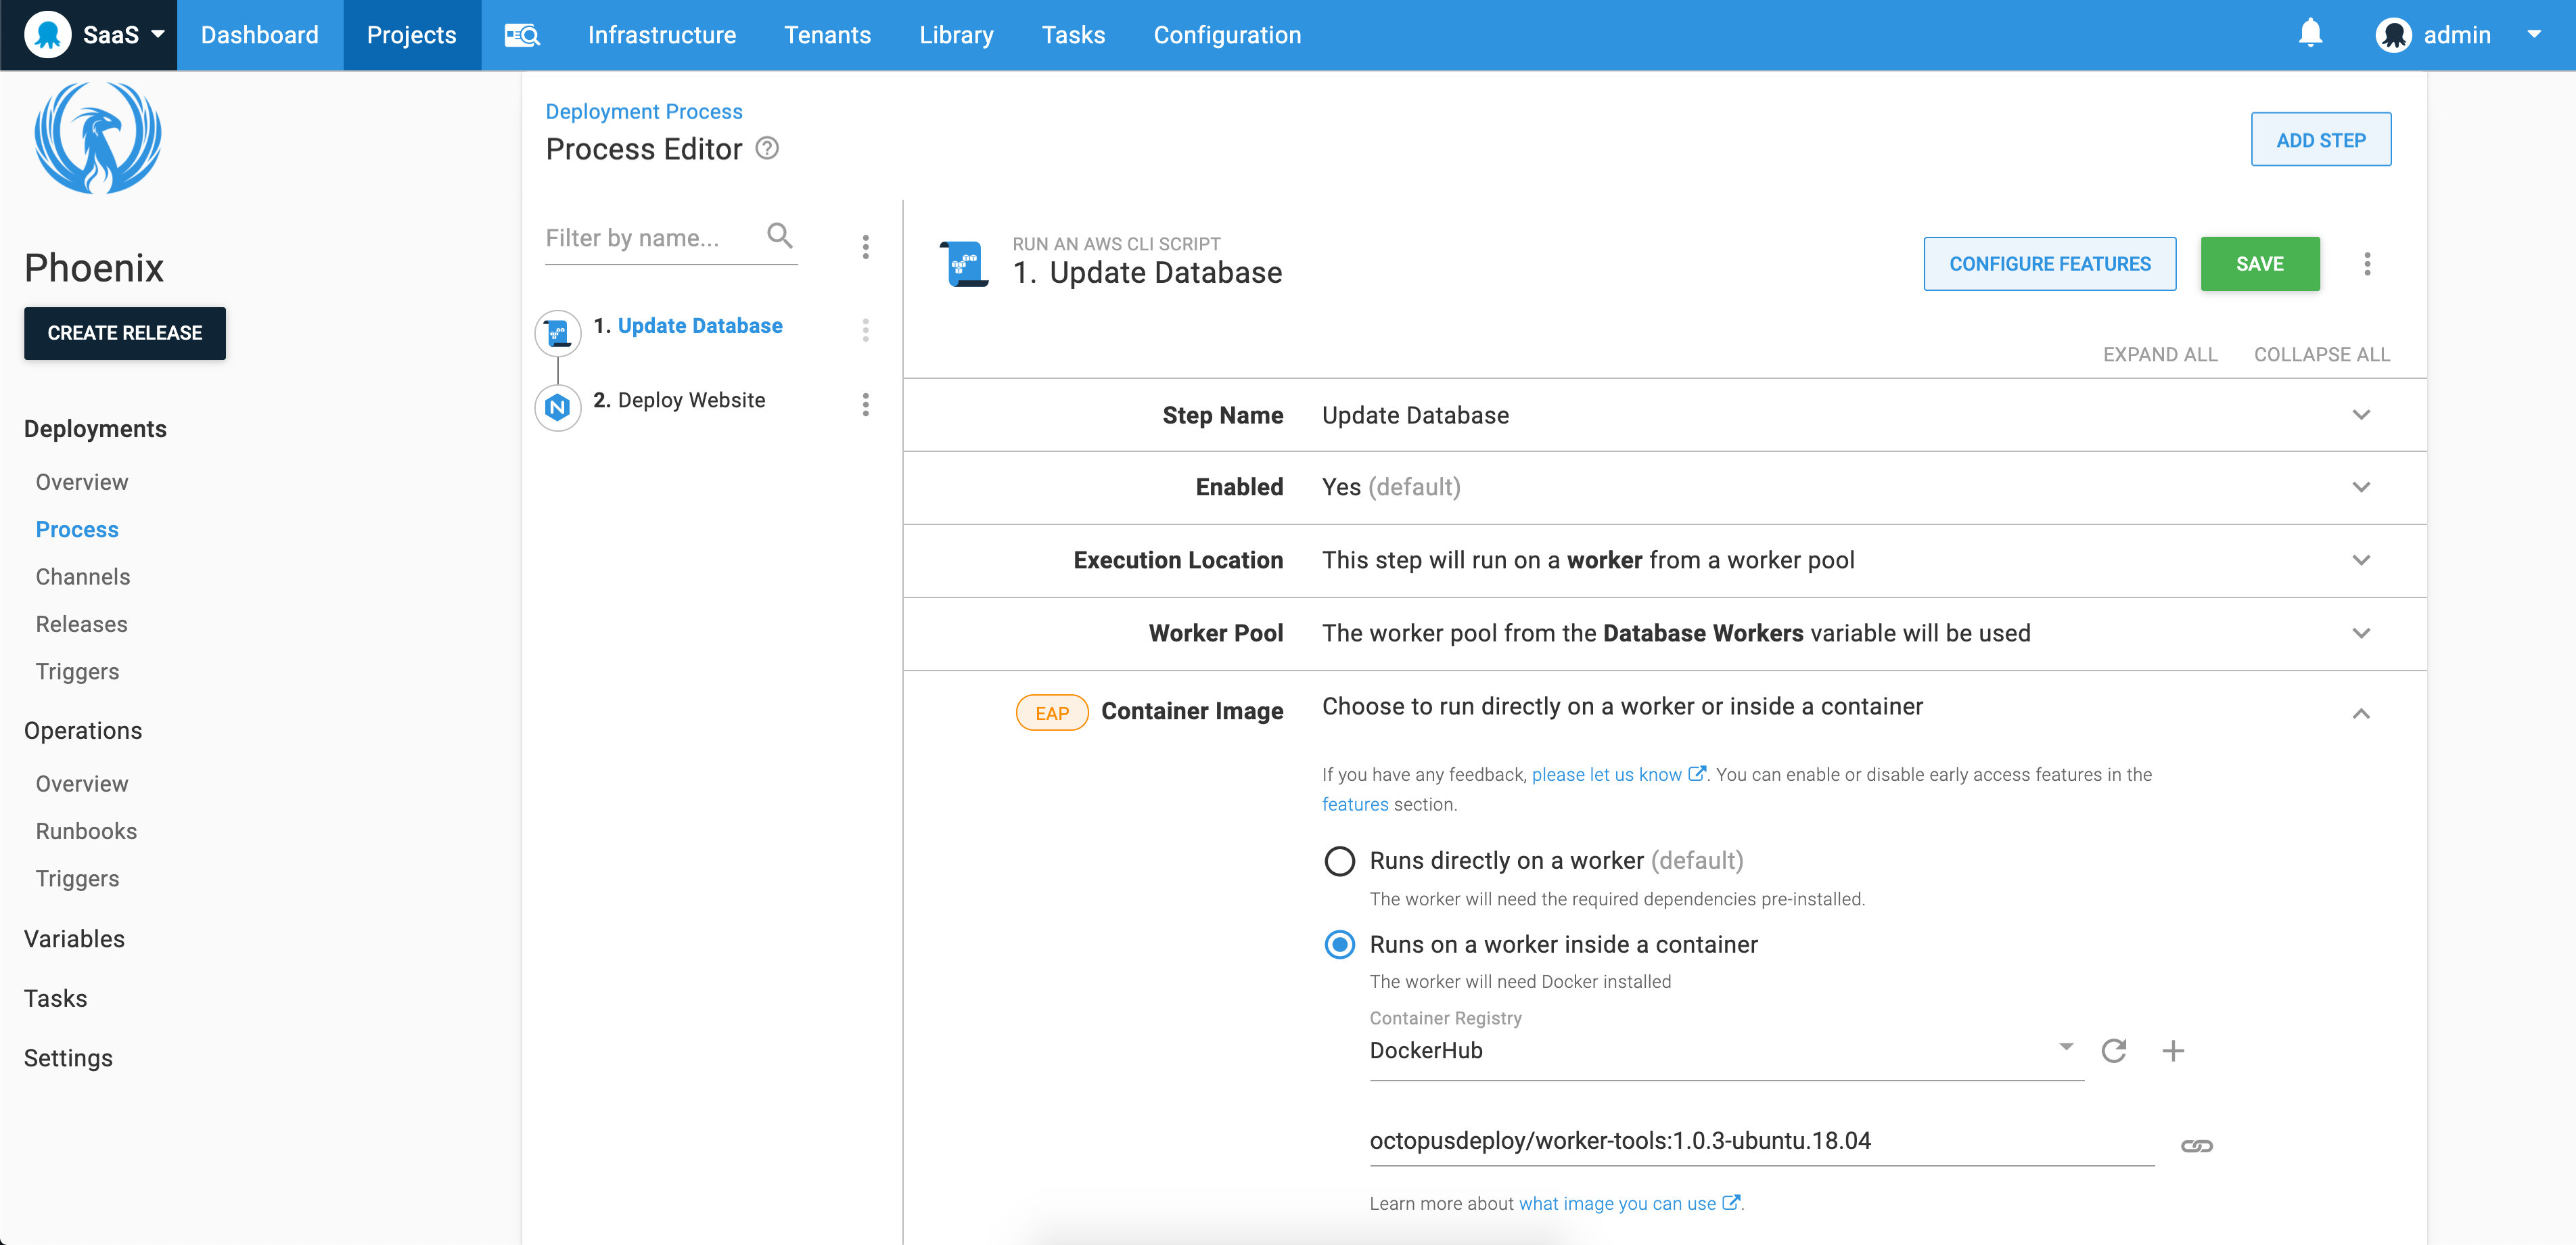 SaaS
Dashboard
Projects
Infrastructure
Tenants
Library
Tasks
Configuration
admin
Phoenix
CREATE RELEASE
Deployments
Overview
Process
Channels
Releases
Triggers
Operations
Overview
Runbooks
Triggers
Variables
Tasks
Settings
Deployment Process
Process Editor ?
ADD STEP
Filter by name...
1. Update Database
N 2. Deploy Website
RUN AN AWS CLI SCRIPT
1. Update Database
CONFIGURE FEATURES
SAVE
EXPAND ALL
COLLAPSE ALL
Step Name Update Database
Enabled Yes (default)
Execution Location This step will run on a worker from a worker pool
Worker Pool The worker pool from the Database Workers variable will be used
EAP Container Image Choose to run directly on a worker or inside a container
If you have any feedback, please let us know. You can enable or disable early access features in the
features section.
Runs directly on a worker (default)
The worker will need the required dependencies pre-installed.
Runs on a worker inside a container
The worker will need Docker installed
Container Registry
DockerHub
octopusdeploy/worker-tools:1.0.3-ubuntu.18.04
Learn more about what image you can use.